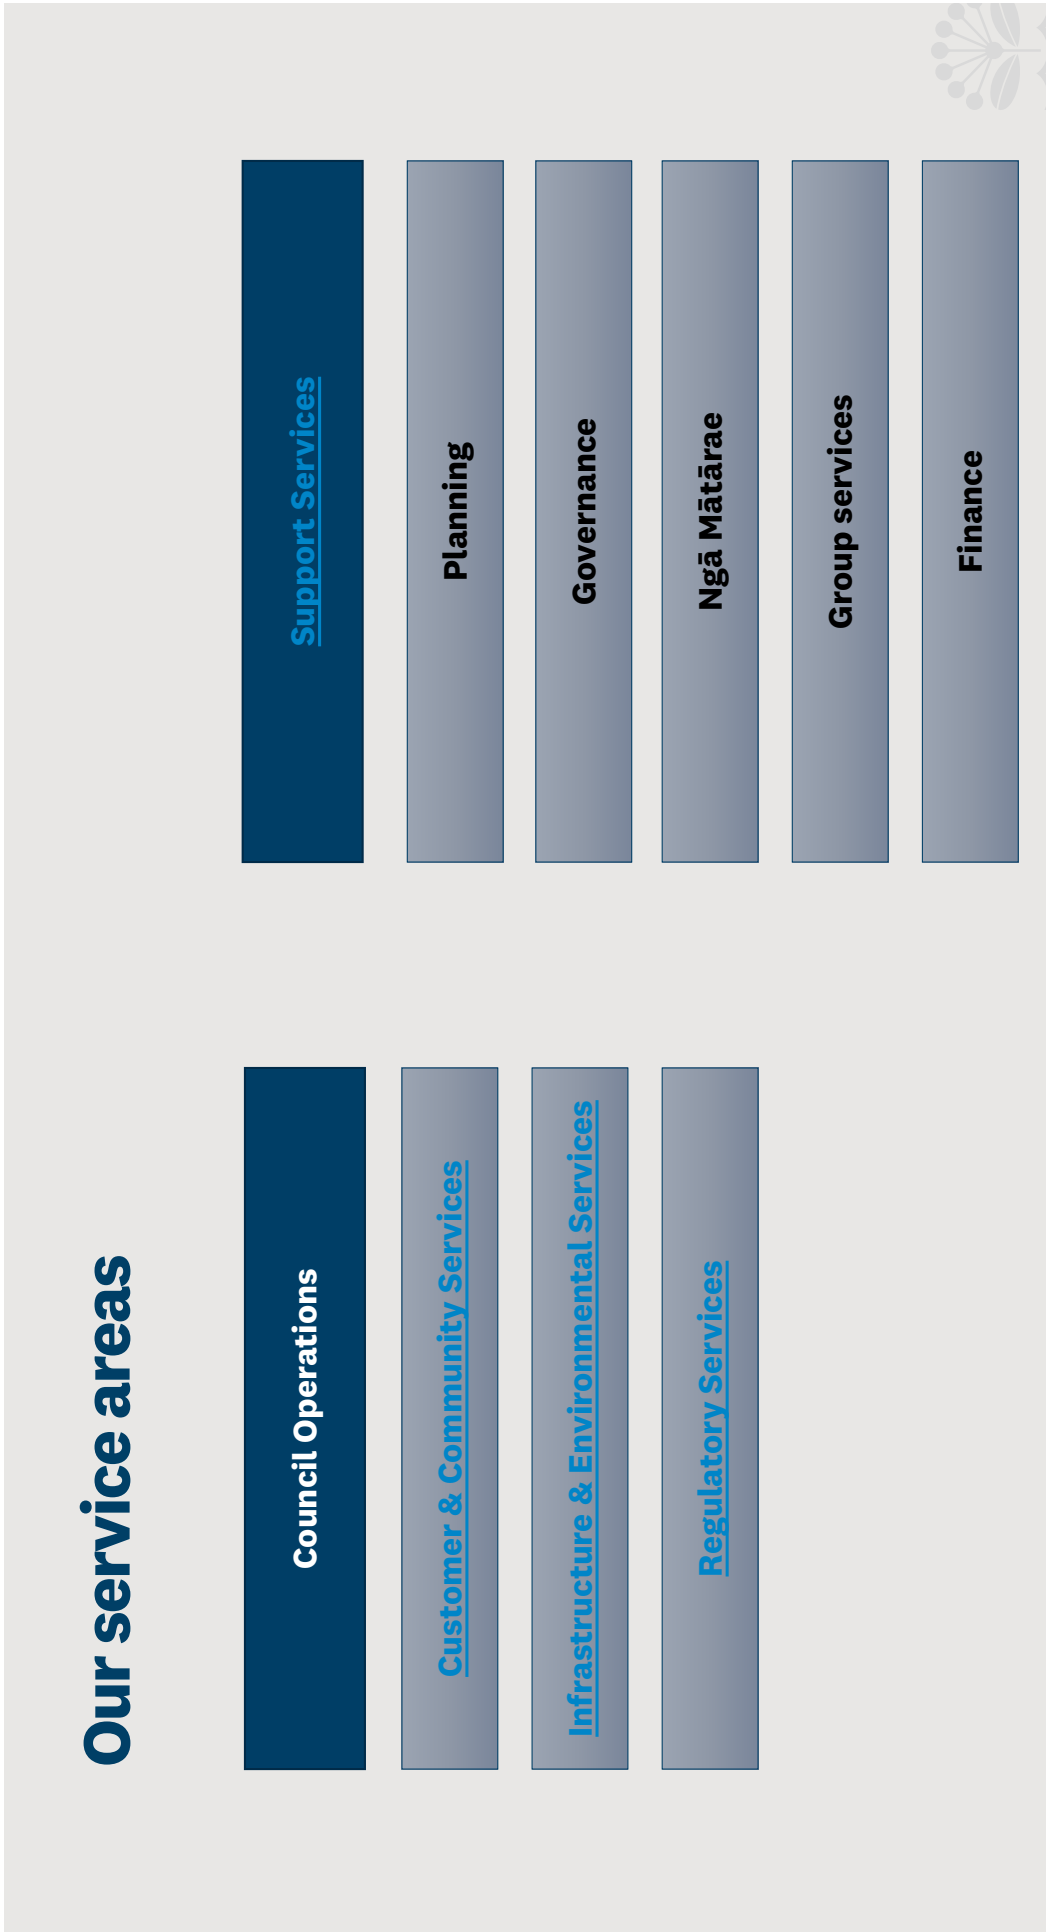 Our service areas
Council Operations
Customer & Community Services
Infrastructure & Environmental Services
Regulatory Services
Support Services
Planning
Governance
Ngā Mātārae
Group services
Finance